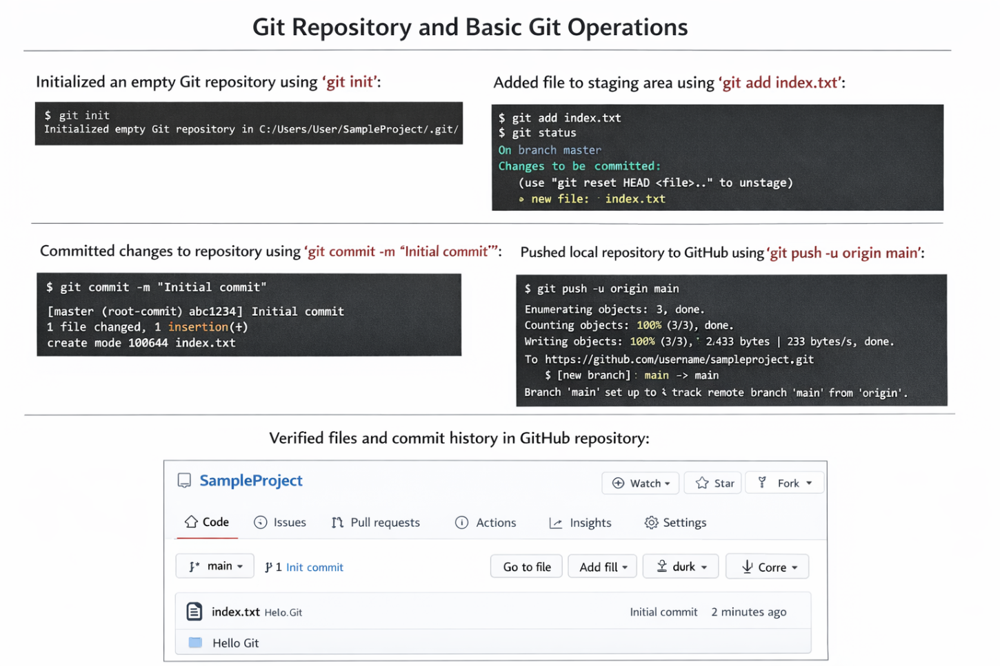 Git Repository and Basic Git Operations
Initialized an empty Git repository using ‘git init’:
$ git init
Initialized empty Git repository in C:/Users/User/SampleProject/.git/
Added file to staging area using ‘git add index.txt’:
$ git add index.txt
$ git status
On branch master
Changes to be committed:
(use "git reset HEAD <file>.." to unstage)
new file: index.txt
Committed changes to repository using ‘git commit -m “Initial commit”’:
$ git commit -m "Initial commit"
[master (root-commit) abc1234] Initial commit
1 file changed, 1 insertion(+)
create mode 100644 index.txt
Pushed local repository to GitHub using ‘git push -u origin main’:
$ git push -u origin main
Enumerating objects: 3, done.
Counting objects: 100% (3/3), done.
Writing objects: 100% (3/3), 2.433 bytes | 233 bytes/s, done.
To https://github.com/username/sampleproject.git
$ [new branch] : main -> main
Branch 'main' set up to track remote branch 'main' from 'origin'.
Verified files and commit history in GitHub repository:
SampleProject
Watch
Star
Fork
Code Issues Pull requests Actions Insights Settings
main 1 Init commit Go to file Add fill durk Corre
index.txt Helo.Git Initial commit 2 minutes ago
Hello Git